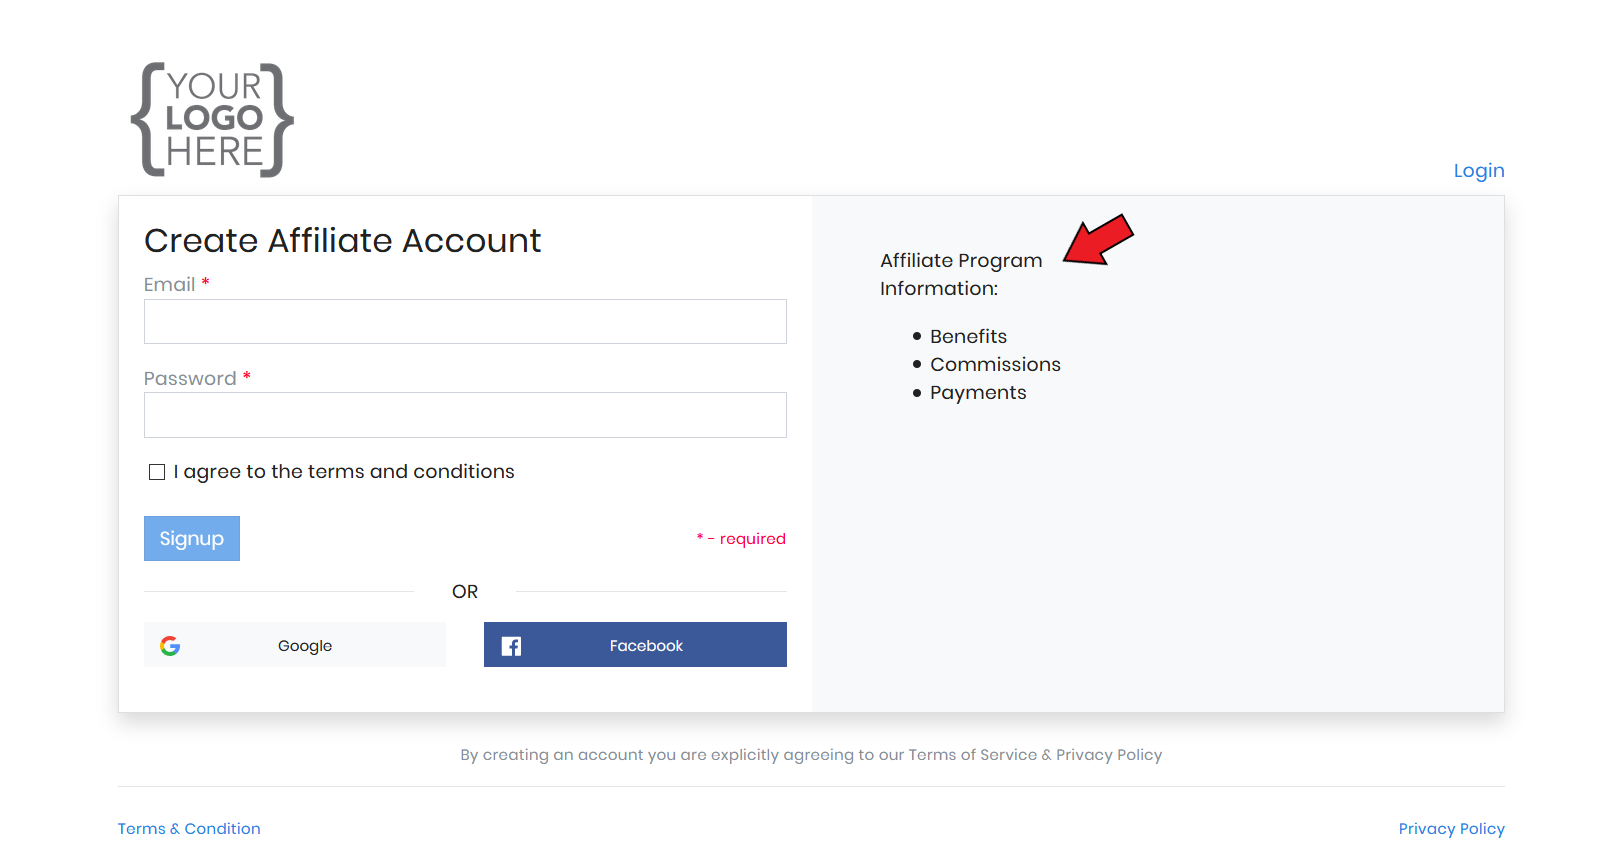 YOUR
LOGO
HERE
Login
Create Affiliate Account
Email *
Password *
I agree to the terms and conditions
Signup
* - required
OR
Google
Facebook
Affiliate Program
Information:
Benefits
Commissions
Payments
By creating an account you are explicitly agreeing to our Terms of Service & Privacy Policy
Terms & Condition
Privacy Policy